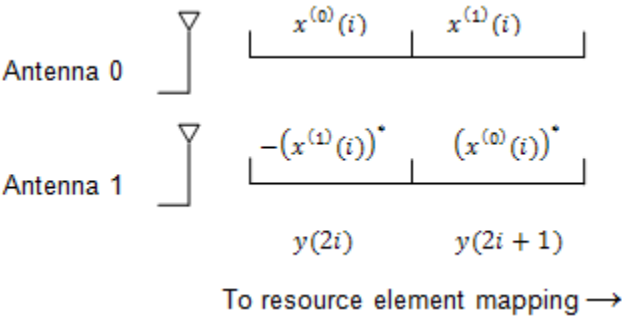 x⁽⁰⁾(i) x⁽¹⁾(i)
Antenna 0
−(x⁽¹⁾(i))* (x⁽⁰⁾(i))*
Antenna 1
y(2i) y(2i + 1)
To resource element mapping →